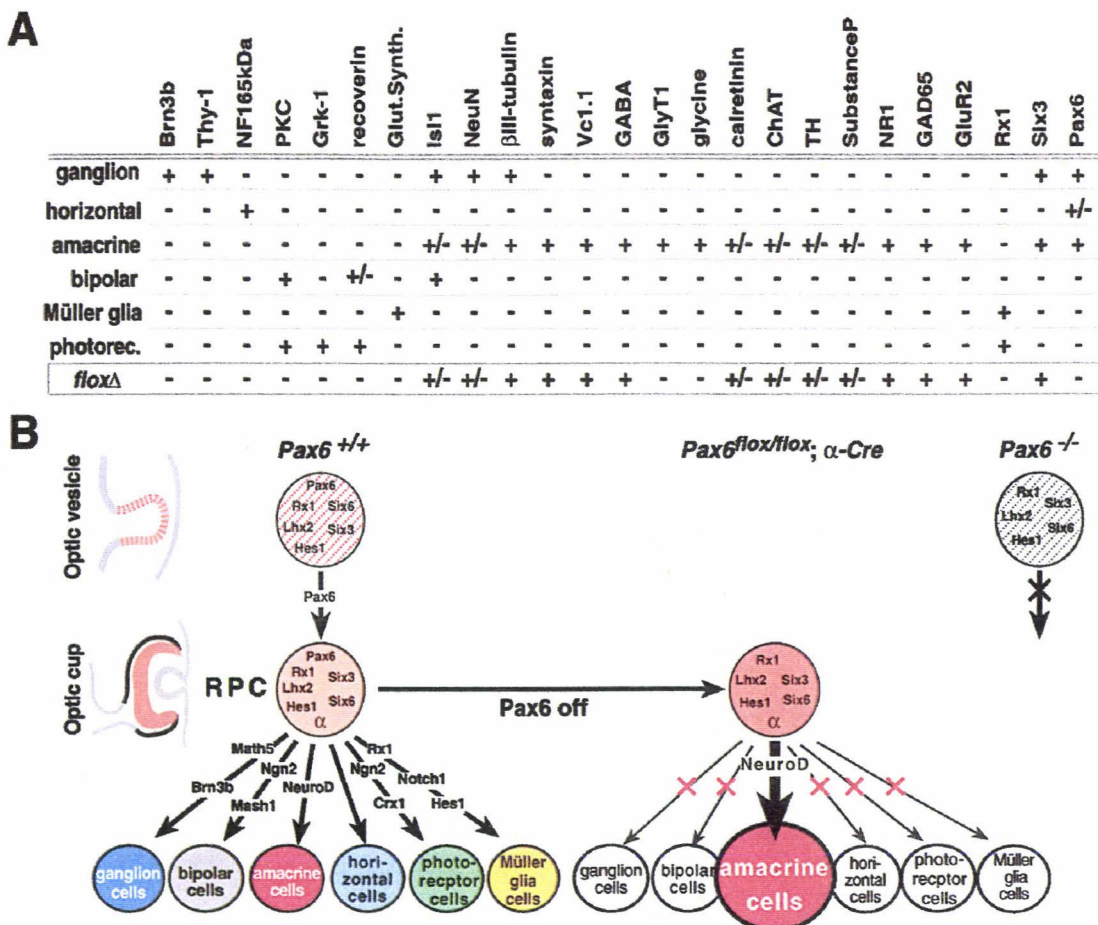 A
Brn3b Thy-1 NF165kDa PKC Grk-1 recoverin Glut.Synth. Isl1 NeuN βIII-tubulin syntaxin Vc1.1 GABA GlyT1 glycine calretinin ChAT TH SubstanceP NR1 GAD65 GluR2 Rx1 Six3 Pax6
ganglion + + - - - - - + + + - - - - - - - - - - - - - + +
horizontal - - + - - - - - - - - - - - - - - - - - - - - - +/-
amacrine - - - - - - - +/- +/- + + + + + + +/- +/- +/- +/- + + + - + +
bipolar - - - + - +/- - + - - - - - - - - - - - - - - - - -
Müller glia - - - - - - + - - - - - - - - - - - - - - - + - -
photorec. - - - + + + - - - - - - - - - - - - - - - - + - -
floxΔ - - - - - - - +/- +/- + + + + - - +/- +/- +/- +/- + + + - + -
B
Pax6 +/+
Pax6flox/flox; α-Cre
Pax6 -/-
Optic vesicle
Pax6
Rx1 Six6
Lhx2 Six3
Hes1
Rx1
Six3
Lhx2
Six6
Hes1
Pax6
Optic cup
RPC
Pax6
Rx1
Six3
Lhx2
Hes1
Six6
α
Pax6 off
Rx1
Lhx2 Six3
Hes1 Six6
α
Math5
Ngn2
Brn3b
Mash1
NeuroD
Rx1
Ngn2
Notch1
Crx1
Hes1
NeuroD
ganglion cells
bipolar cells
amacrine cells
hori-zontal cells
photo-recptor cells
Müller glia cells
ganglion cells
bipolar cells
amacrine cells
hori-zontal cells
photo-recptor cells
Müller glia cells